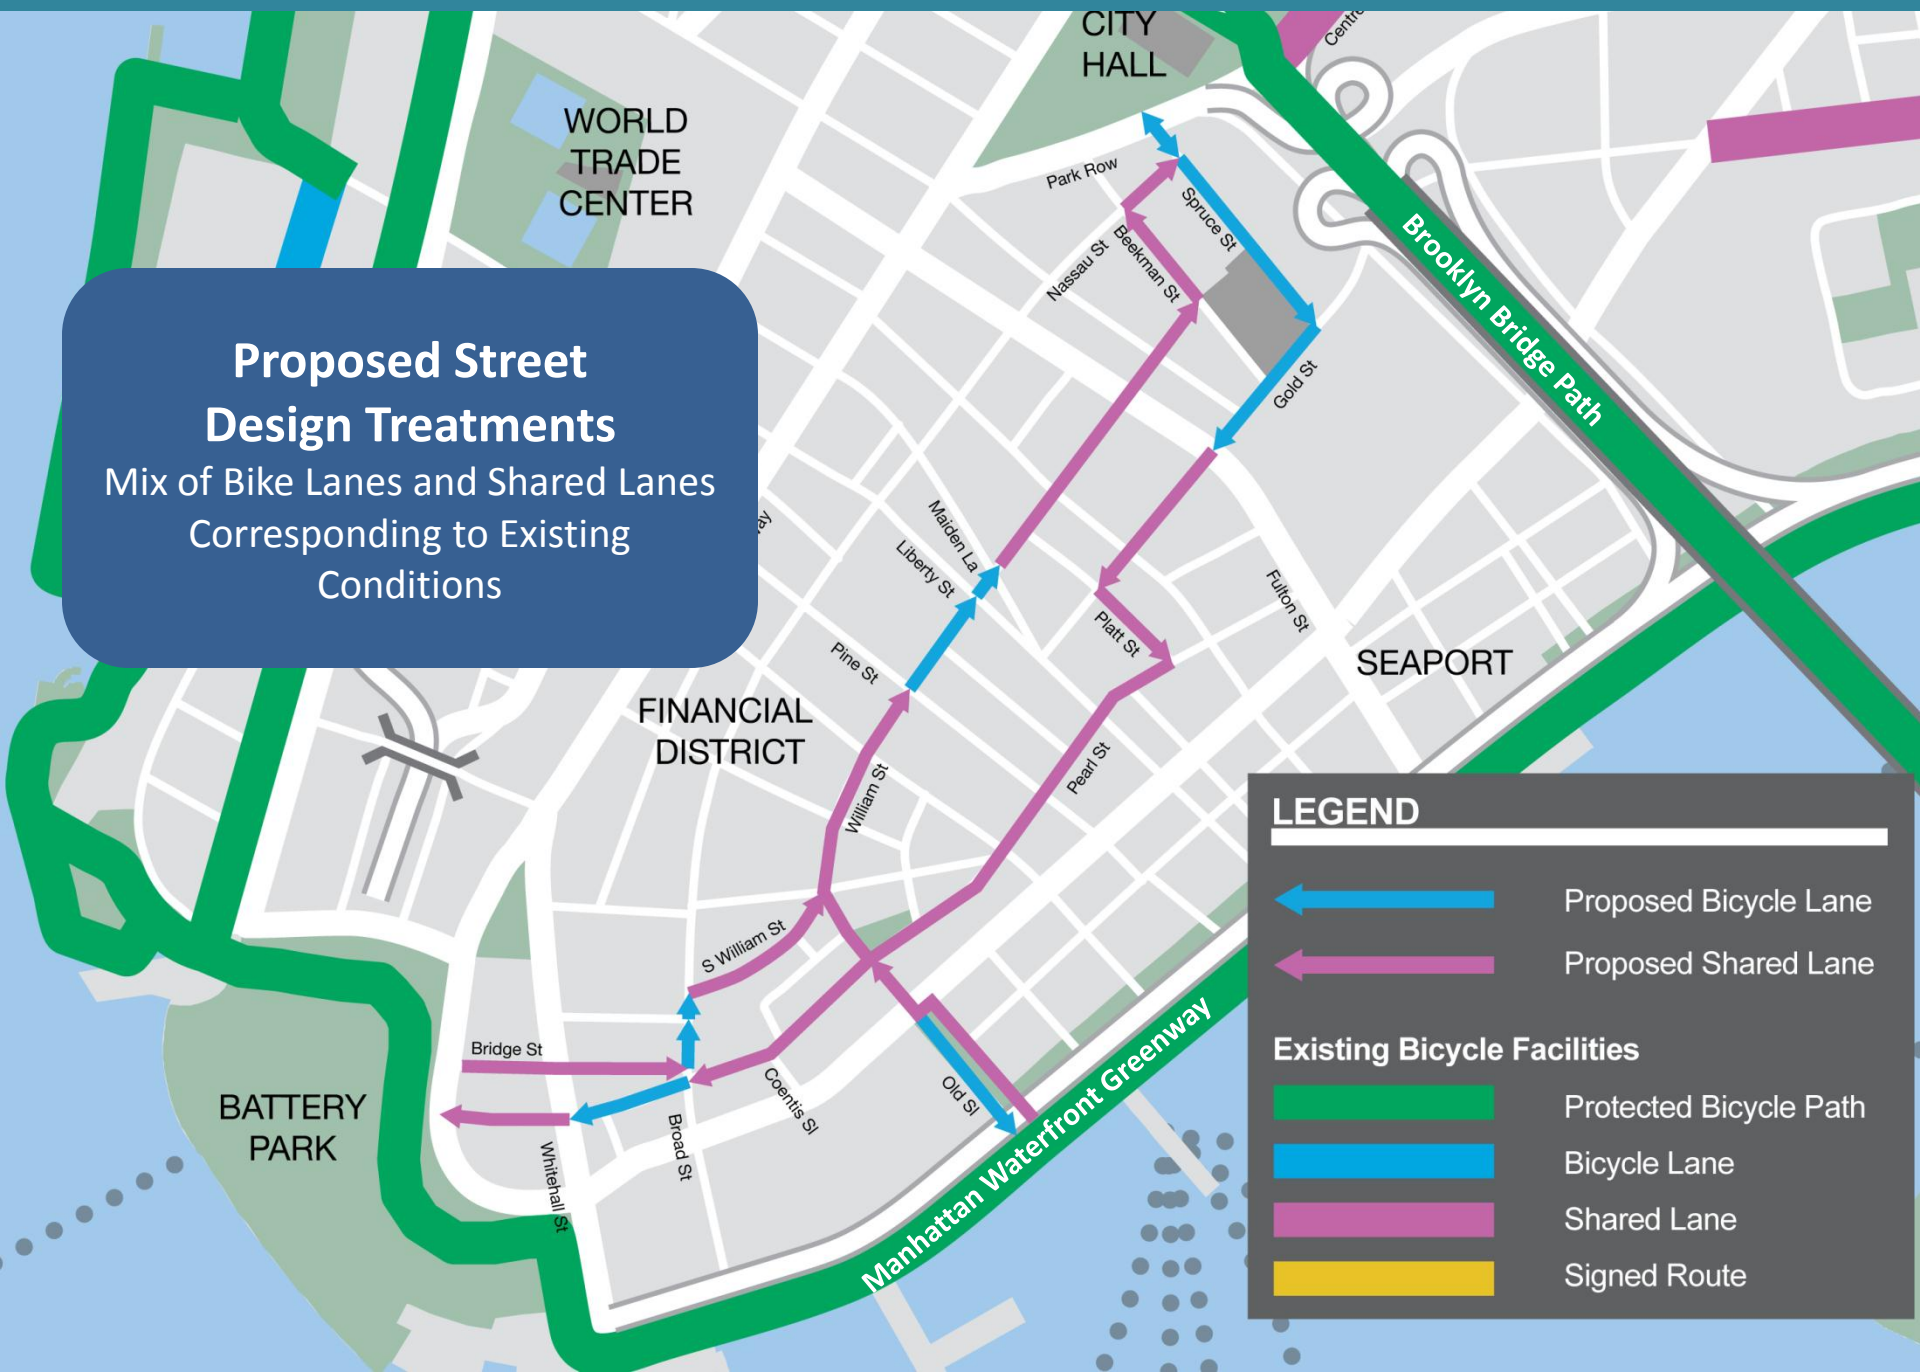 CITY
HALL
Centre
WORLD
TRADE
CENTER
Park Row
Spruce St
Beekman St
Nassau St
Brooklyn Bridge Path
Gold St
Proposed Street
Design Treatments
Mix of Bike Lanes and Shared Lanes
Corresponding to Existing
Conditions
ay
Maiden La
Liberty St
Fulton St
Platt St
Pine St
SEAPORT
FINANCIAL
DISTRICT
Pearl St
William St
S William St
LEGEND
Proposed Bicycle Lane
Proposed Shared Lane
Existing Bicycle Facilities
Protected Bicycle Path
Bicycle Lane
Shared Lane
Signed Route
Bridge St
Coentis Sl
Old Sl
Manhattan Waterfront Greenway
BATTERY
PARK
Broad St
Whitehall St